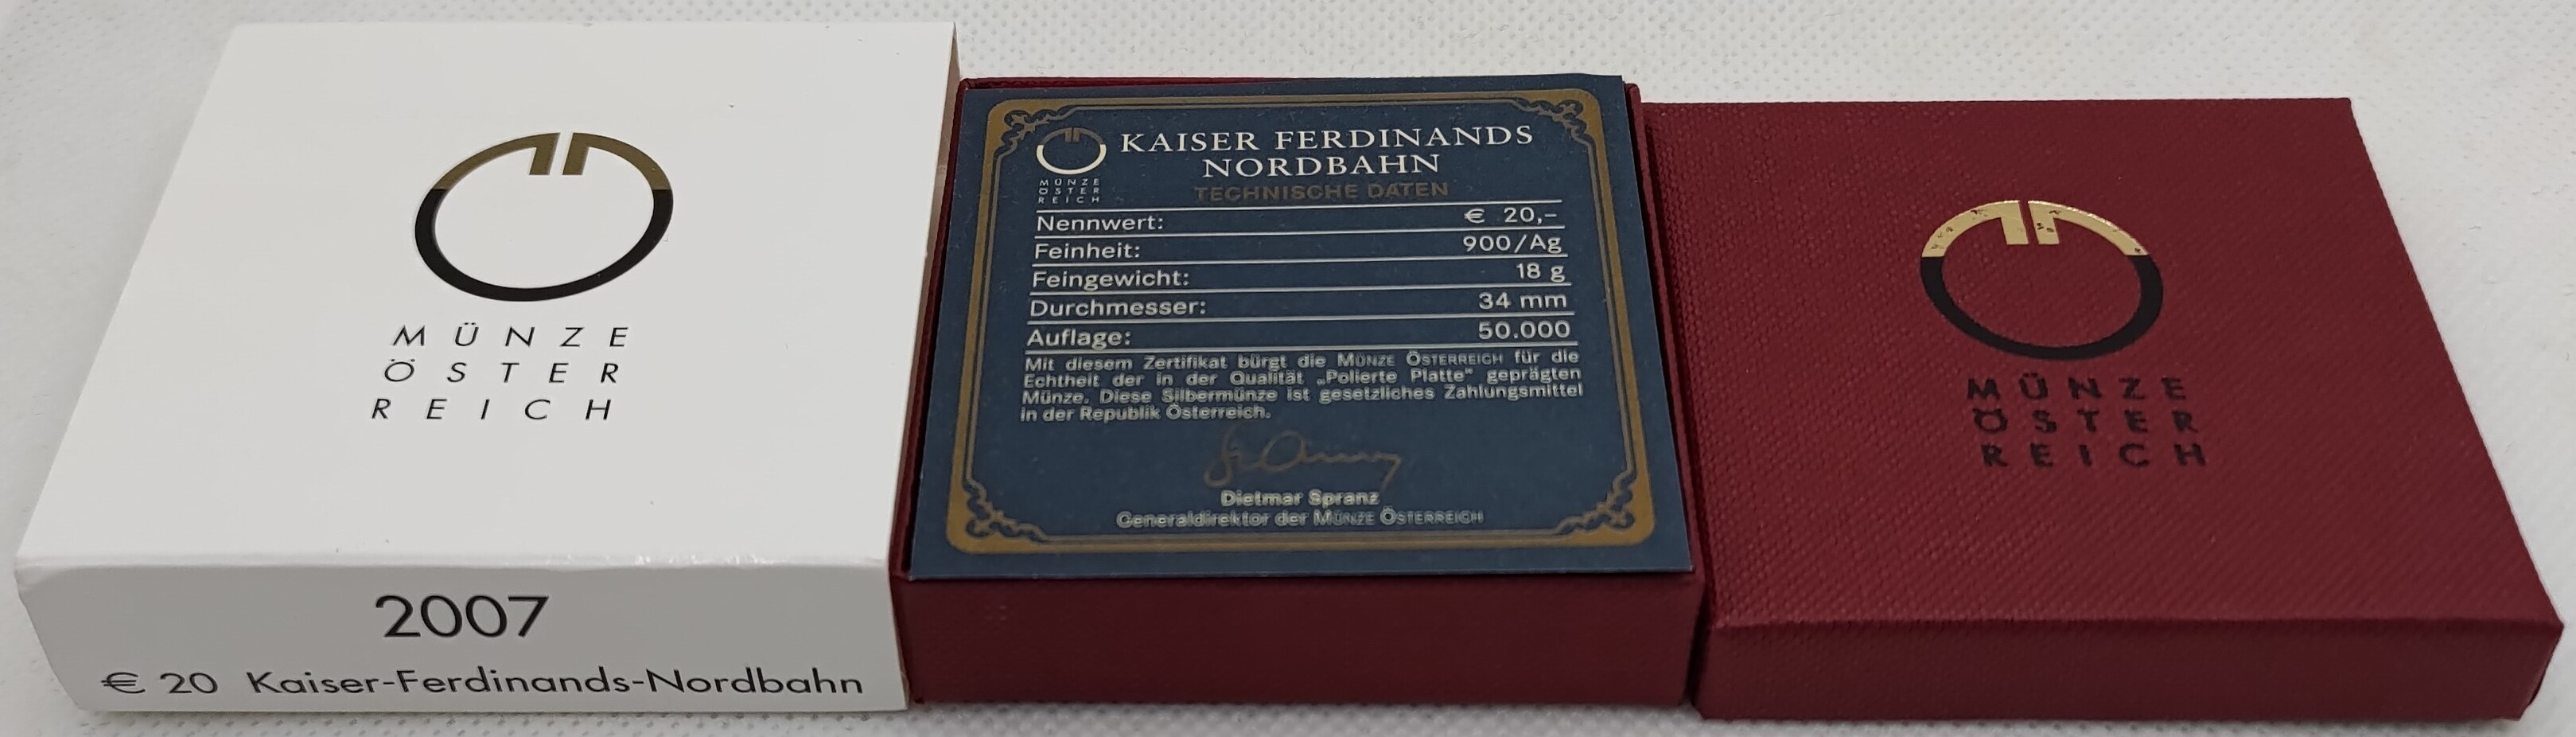 MÜNZE
ÖSTER
REICH
2007
€ 20 Kaiser-Ferdinands-Nordbahn
MÜNZE
ÖSTER
REICH
KAISER FERDINANDS
NORDBAHN
TECHNISCHE DATEN
Nennwert: € 20,–
Feinheit: 900/Ag
Feingewicht: 18 g
Durchmesser: 34 mm
Auflage: 50.000
Mit diesem Zertifikat bürgt die MÜNZE ÖSTERREICH für die
Echtheit der in der Qualität „Polierte Platte“ geprägten
Münze. Diese Silbermünze ist gesetzliches Zahlungsmittel
in der Republik Österreich.
Dietmar Spranz
Generaldirektor der MÜNZE ÖSTERREICH
MÜNZE
ÖSTER
REICH